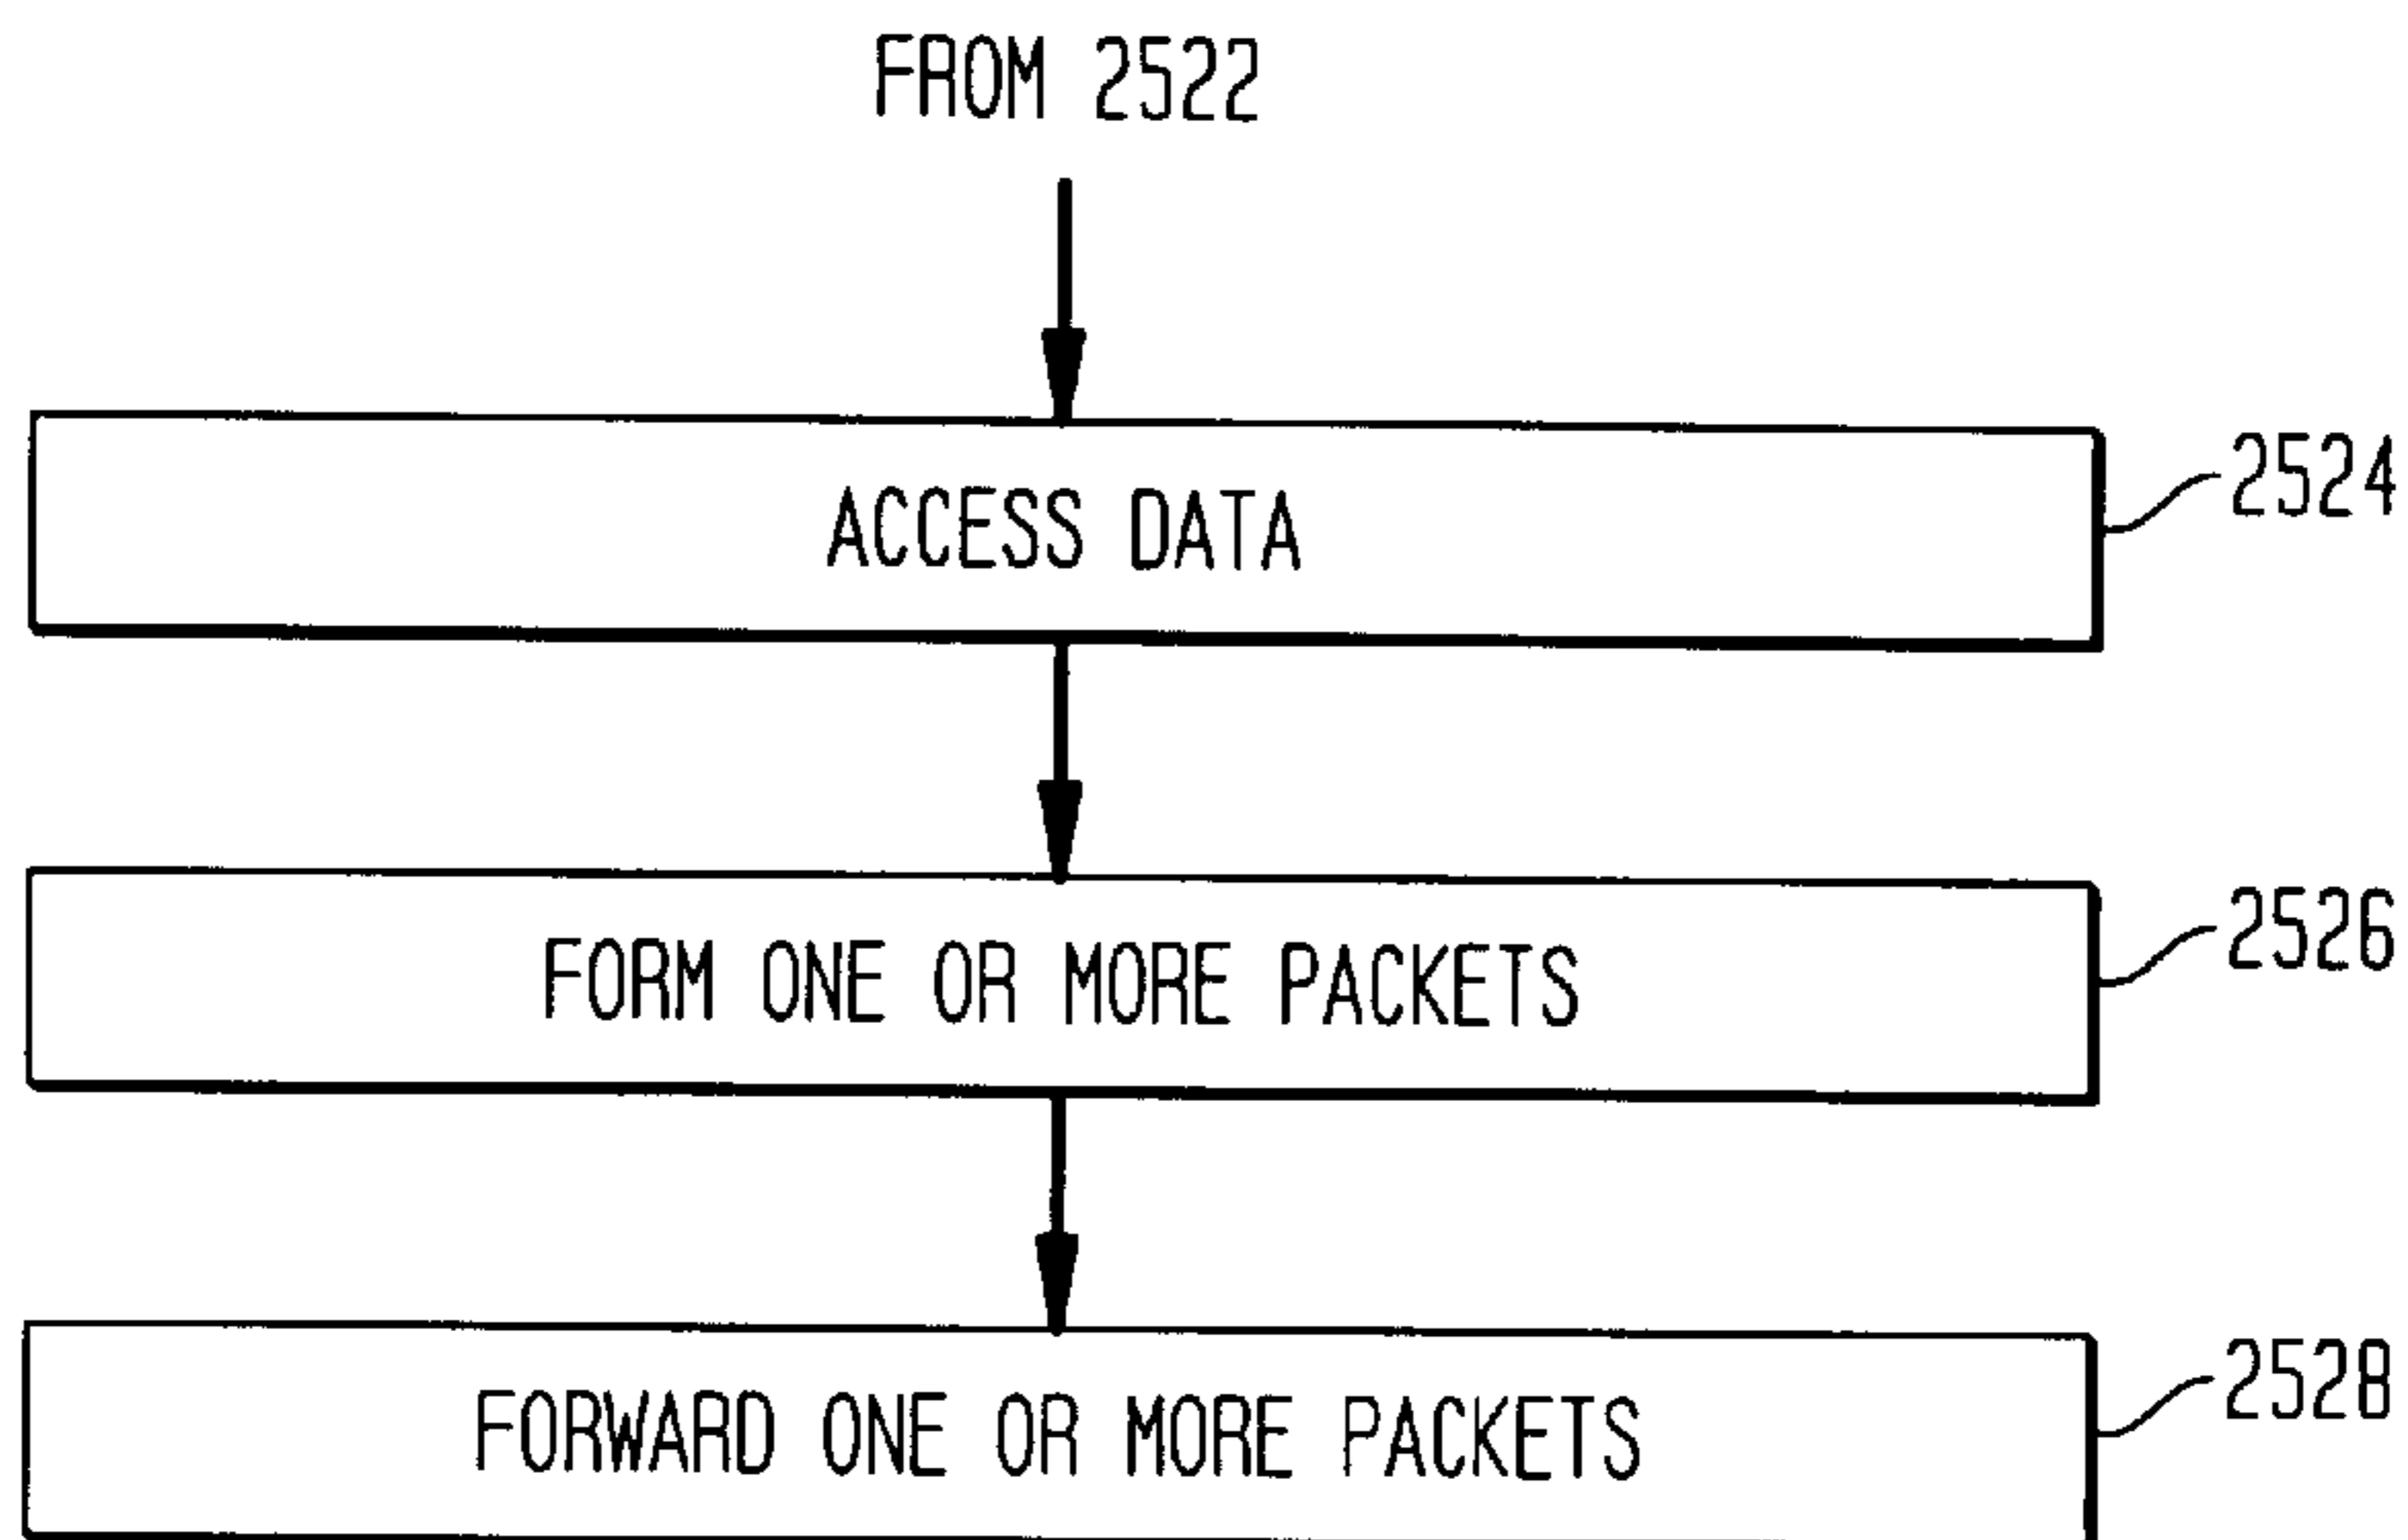 FROM 2522
ACCESS DATA
2524
FORM ONE OR MORE PACKETS
2526
FORWARD ONE OR MORE PACKETS
2528